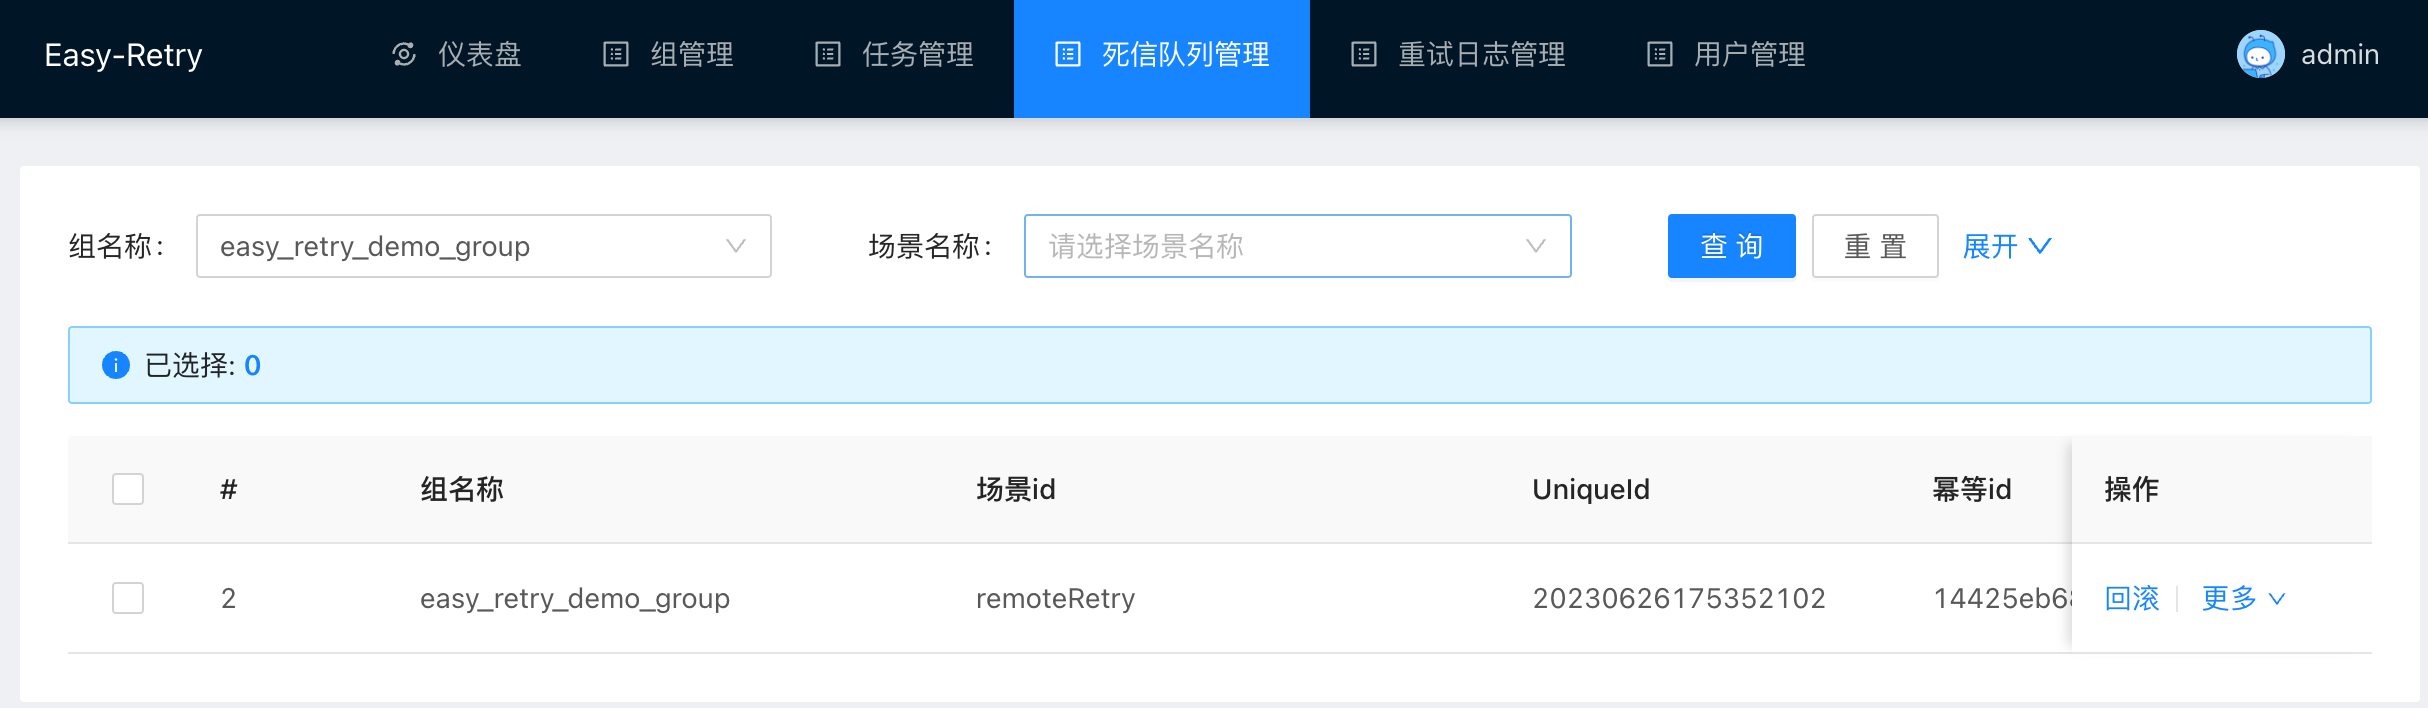 Easy-Retry 仪表盘 组管理 任务管理 死信队列管理 重试日志管理 用户管理 admin
组名称: easy_retry_demo_group 场景名称: 请选择场景名称 查 询 重 置 展开
已选择: 0
# 组名称 场景id UniqueId 幂等id 操作
2 easy_retry_demo_group remoteRetry 20230626175352102 14425eb6 回滚 更多